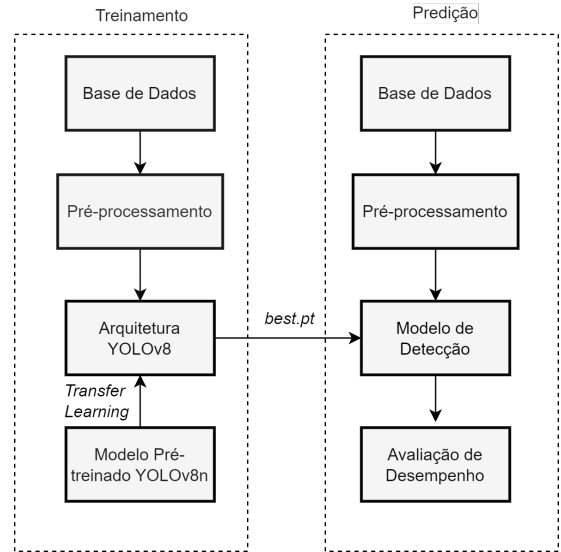 Treinamento
Base de Dados
Pré-processamento
Arquitetura
YOLOv8
Transfer
Learning
Modelo Pré-
treinado YOLOv8n
best.pt
Predição
Base de Dados
Pré-processamento
Modelo de
Detecção
Avaliação de
Desempenho